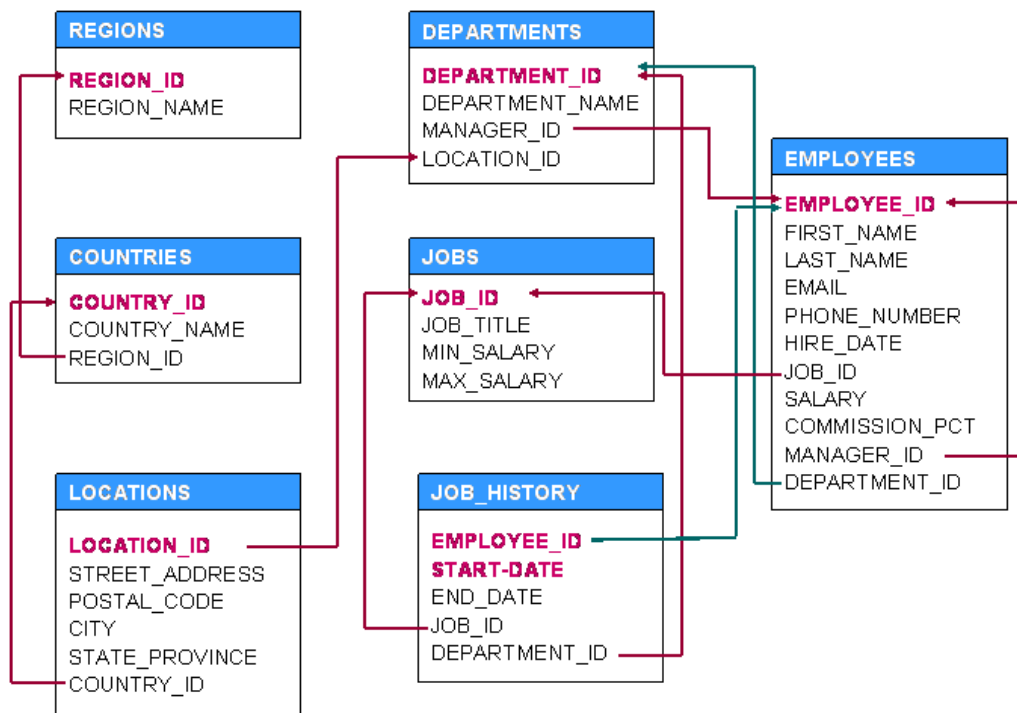 REGIONS
REGION_ID
REGION_NAME
COUNTRIES
COUNTRY_ID
COUNTRY_NAME
REGION_ID
LOCATIONS
LOCATION_ID
STREET_ADDRESS
POSTAL_CODE
CITY
STATE_PROVINCE
COUNTRY_ID
DEPARTMENTS
DEPARTMENT_ID
DEPARTMENT_NAME
MANAGER_ID
LOCATION_ID
JOBS
JOB_ID
JOB_TITLE
MIN_SALARY
MAX_SALARY
JOB_HISTORY
EMPLOYEE_ID
START-DATE
END_DATE
JOB_ID
DEPARTMENT_ID
EMPLOYEES
EMPLOYEE_ID
FIRST_NAME
LAST_NAME
EMAIL
PHONE_NUMBER
HIRE_DATE
JOB_ID
SALARY
COMMISSION_PCT
MANAGER_ID
DEPARTMENT_ID